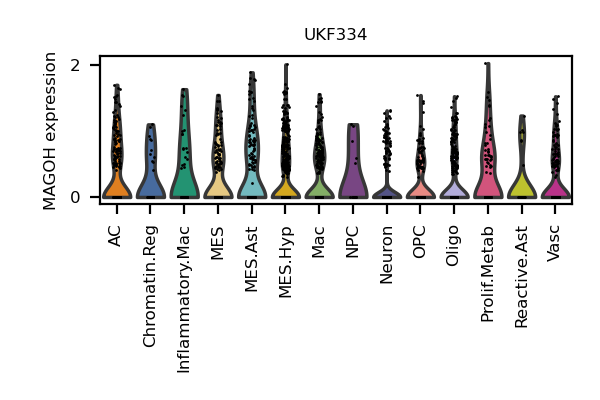 UKF334
MAGOH expression
2
0
AC
Chromatin.Reg
Inflammatory.Mac
MES
MES.Ast
MES.Hyp
Mac
NPC
Neuron
OPC
Oligo
Prolif.Metab
Reactive.Ast
Vasc